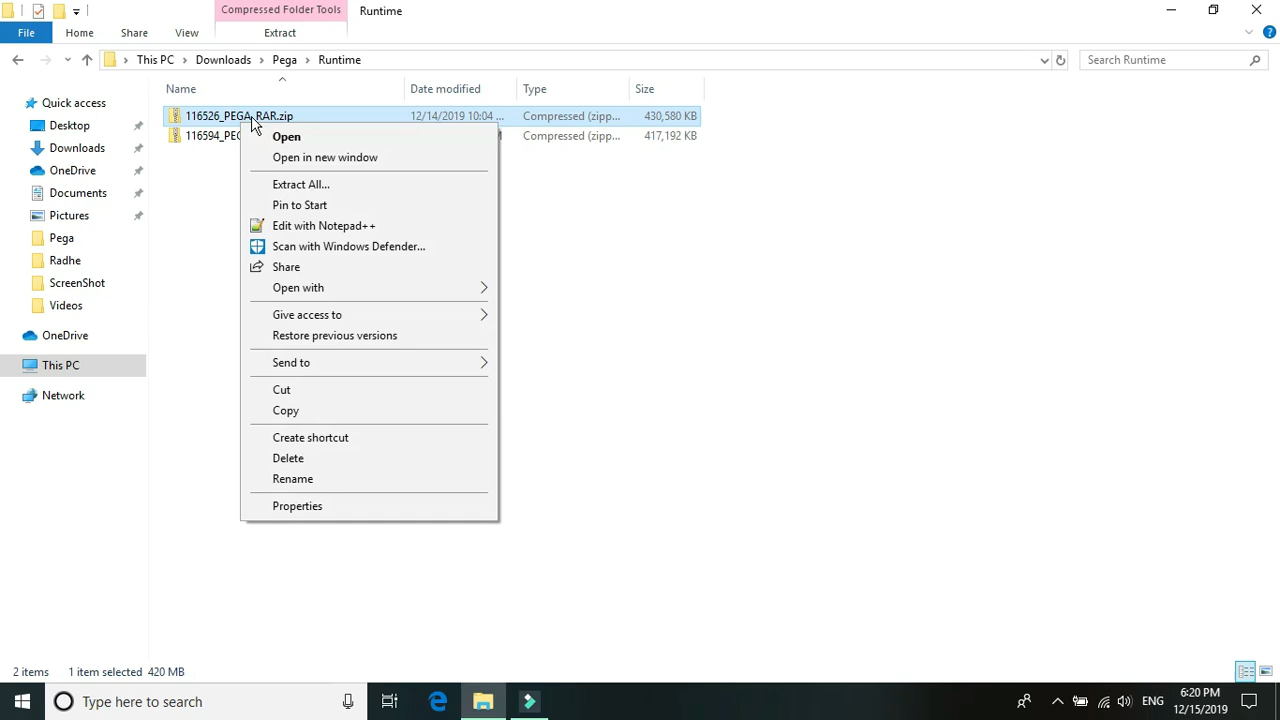 Compressed Folder Tools
Runtime
File
Home
Share
View
Extract
This PC
Downloads
Pega
Runtime
Search Runtime
Name
Date modified
Type
Size
116526_PEGA_RAR.zip
12/14/2019 10:04 ...
Compressed (zipp...
430,580 KB
116594_PEG
Compressed (zipp...
417,192 KB
Quick access
Desktop
Downloads
OneDrive
Documents
Pictures
Pega
Radhe
ScreenShot
Videos
OneDrive
This PC
Network
Open
Open in new window
Extract All...
Pin to Start
Edit with Notepad++
Scan with Windows Defender...
Share
Open with
Give access to
Restore previous versions
Send to
Cut
Copy
Create shortcut
Delete
Rename
Properties
2 items
1 item selected 420 MB
Type here to search
ENG
6:20 PM
12/15/2019